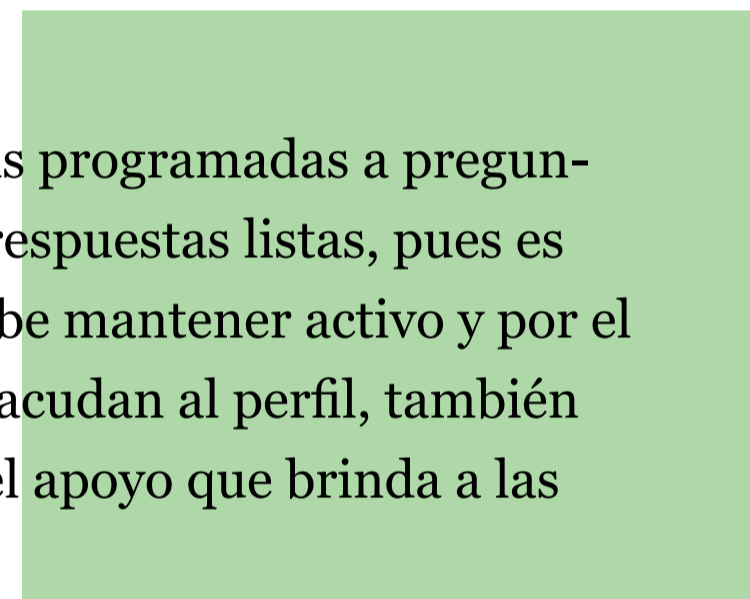 s programadas a pregun-
respuestas listas, pues es
be mantener activo y por el
acudan al perfil, también
el apoyo que brinda a las